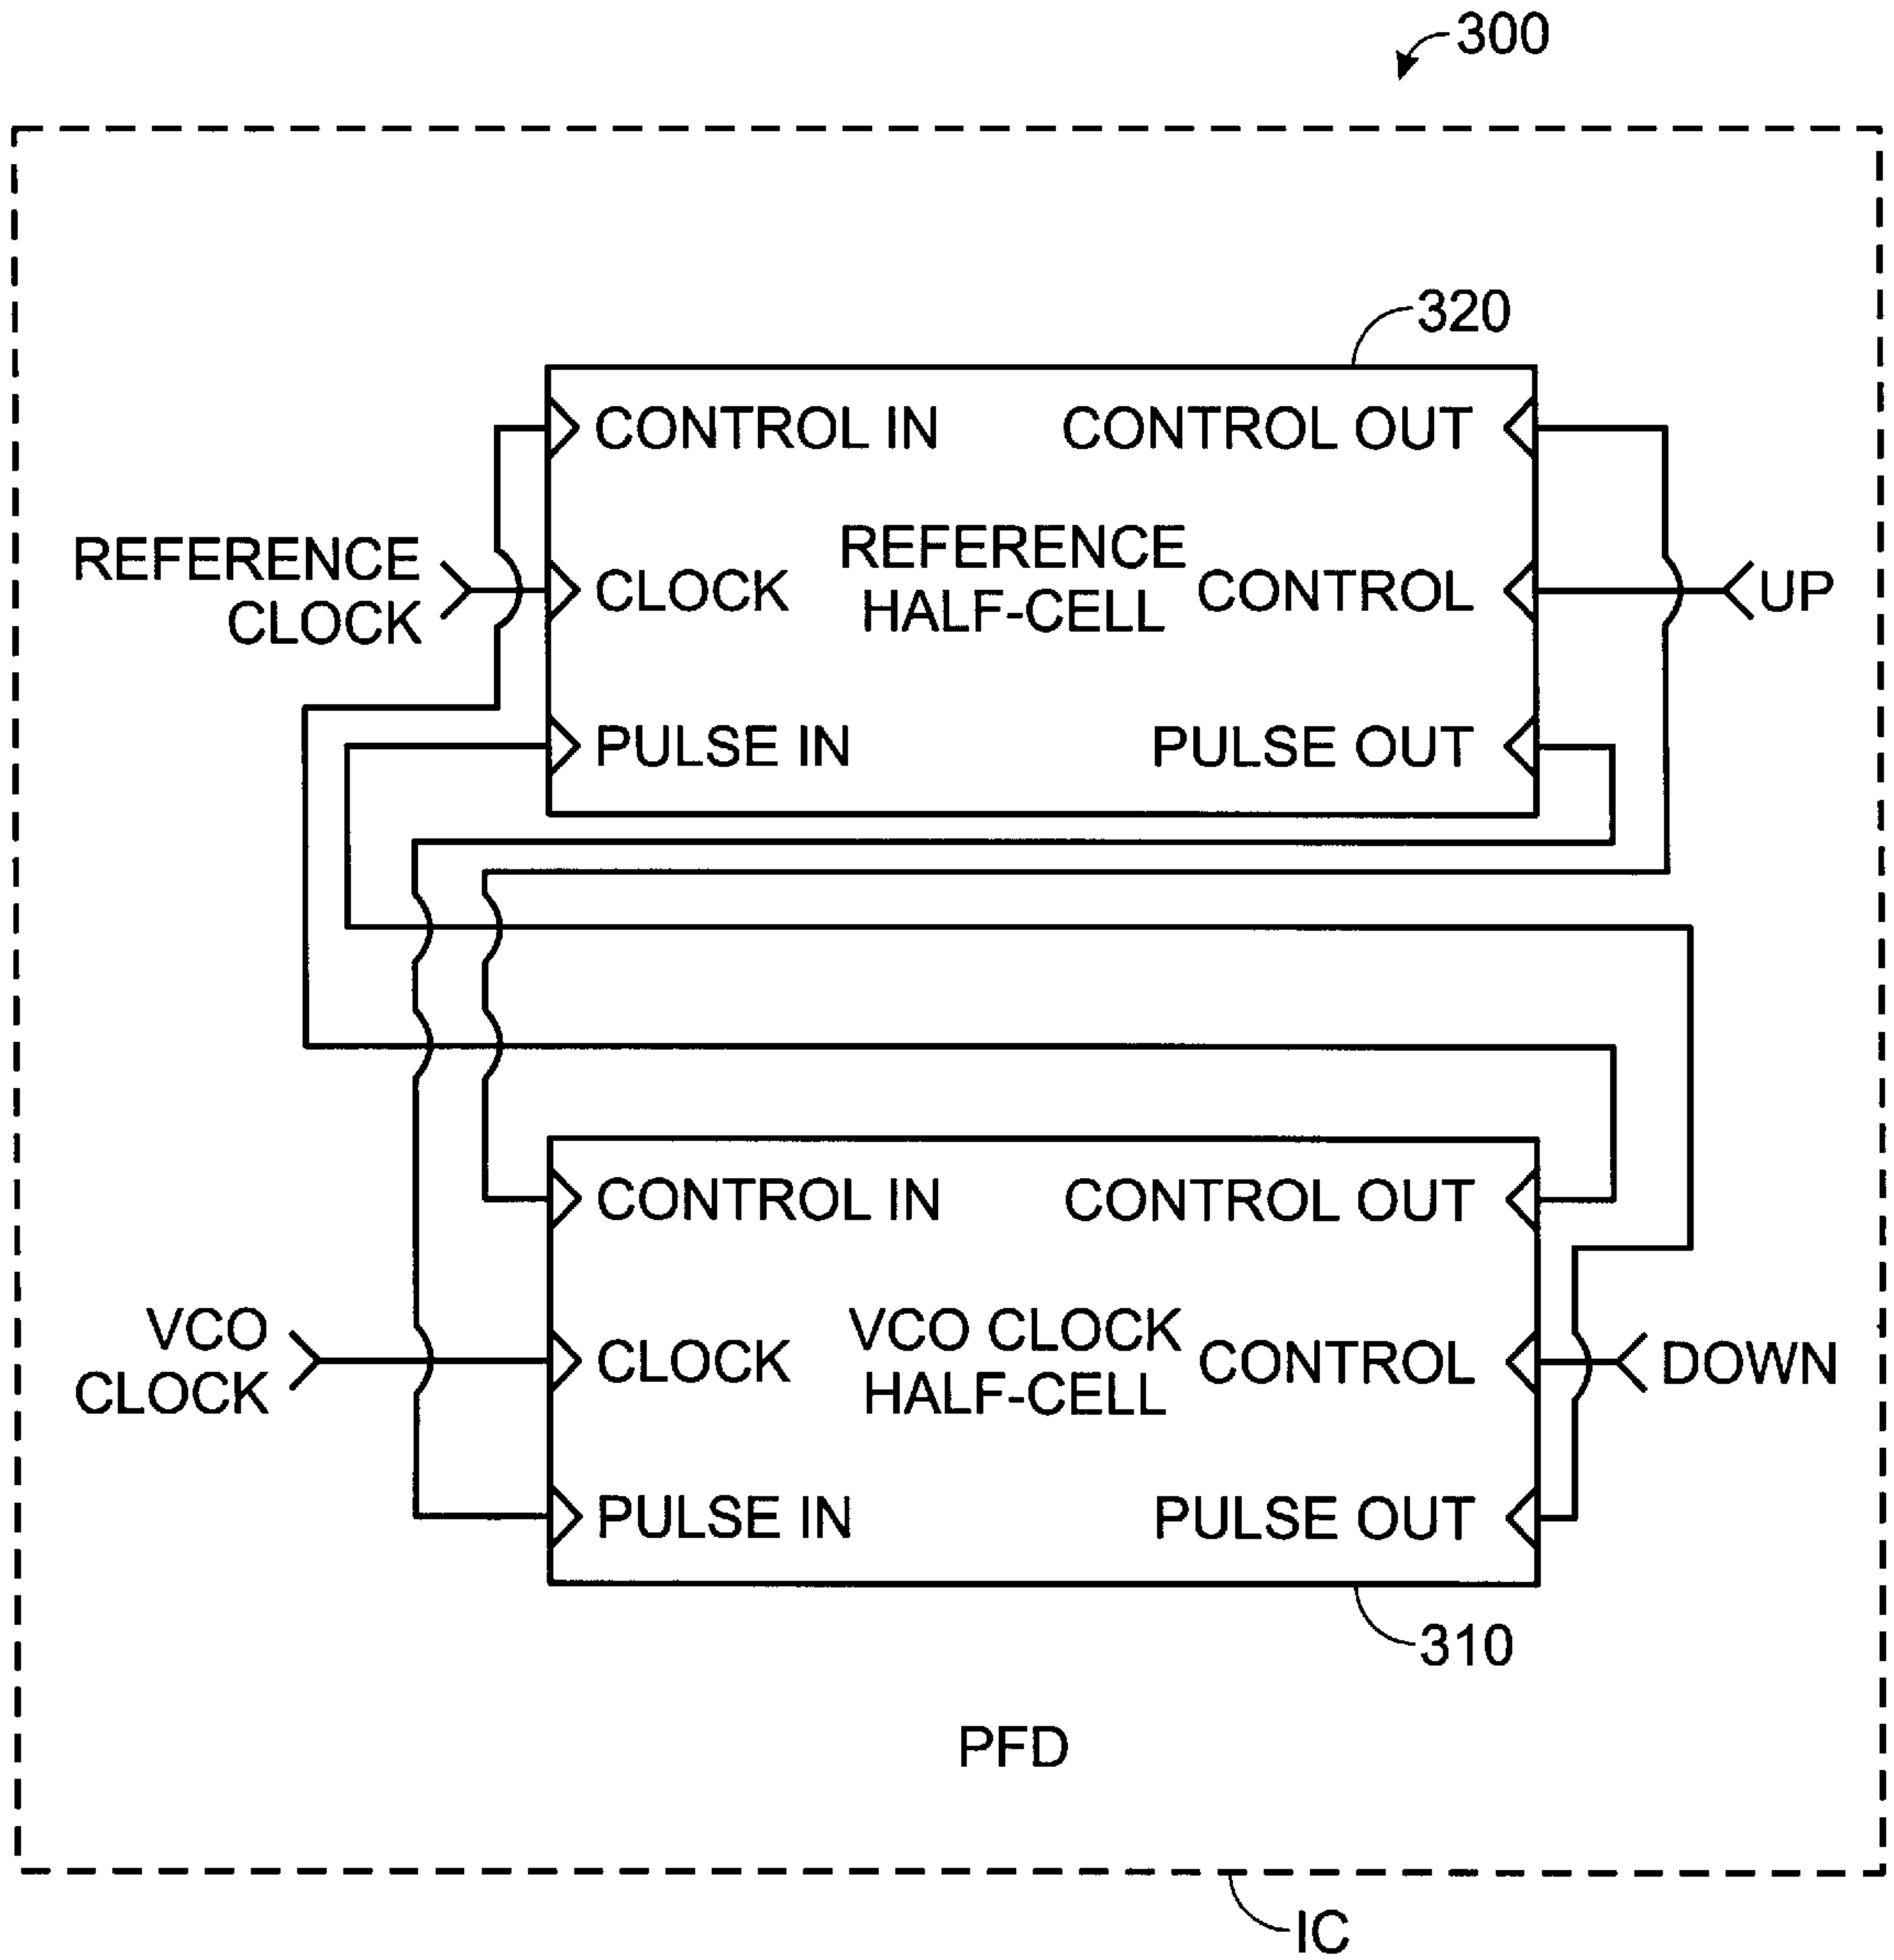 300
320
CONTROL IN
CONTROL OUT
REFERENCE
CLOCK
CLOCK
REFERENCE
HALF-CELL
CONTROL
UP
PULSE IN
PULSE OUT
CONTROL IN
CONTROL OUT
VCO
CLOCK
CLOCK
VCO CLOCK
HALF-CELL
CONTROL
DOWN
PULSE IN
PULSE OUT
310
PFD
IC